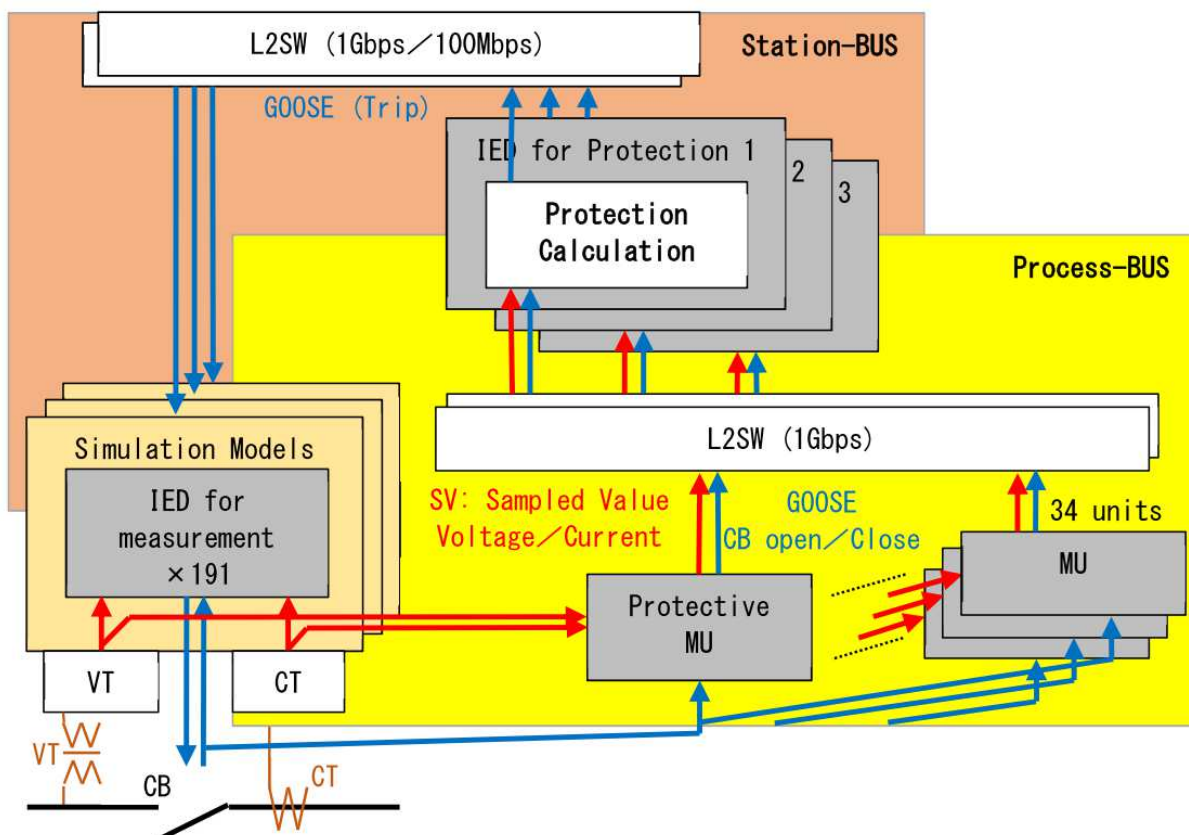 L2SW (1Gbps／100Mbps)
Station-BUS
GOOSE (Trip)
IED for Protection 1
2
3
Protection
Calculation
Process-BUS
L2SW (1Gbps)
Simulation Models
IED for
measurement
×191
SV: Sampled Value
Voltage／Current
GOOSE
CB open／Close
34 units
MU
Protective
MU
VT
CT
VT
CB
CT